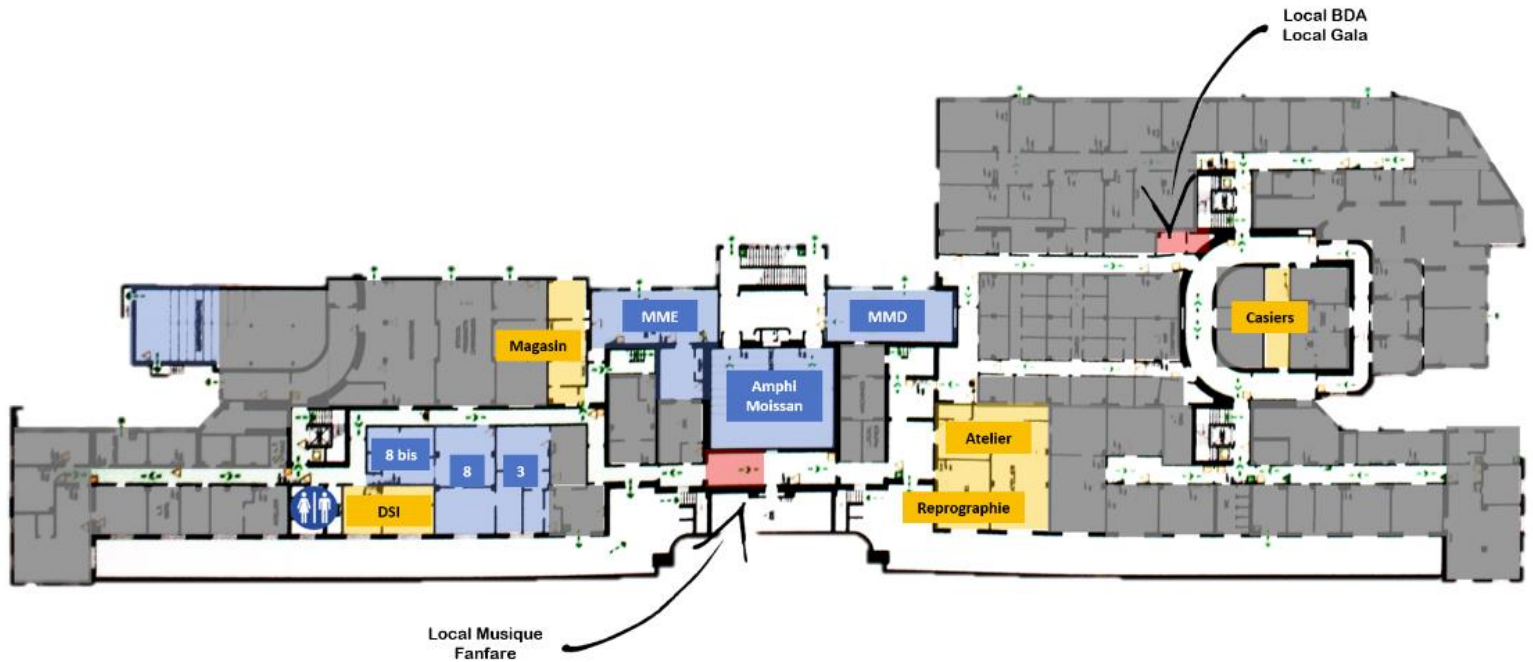 Local BDA
Local Gala
MME
MMD
Magasin
Casiers
Amphi
Moissan
8 bis
8
3
Atelier
DSI
Reprographie
Local Musique
Fanfare